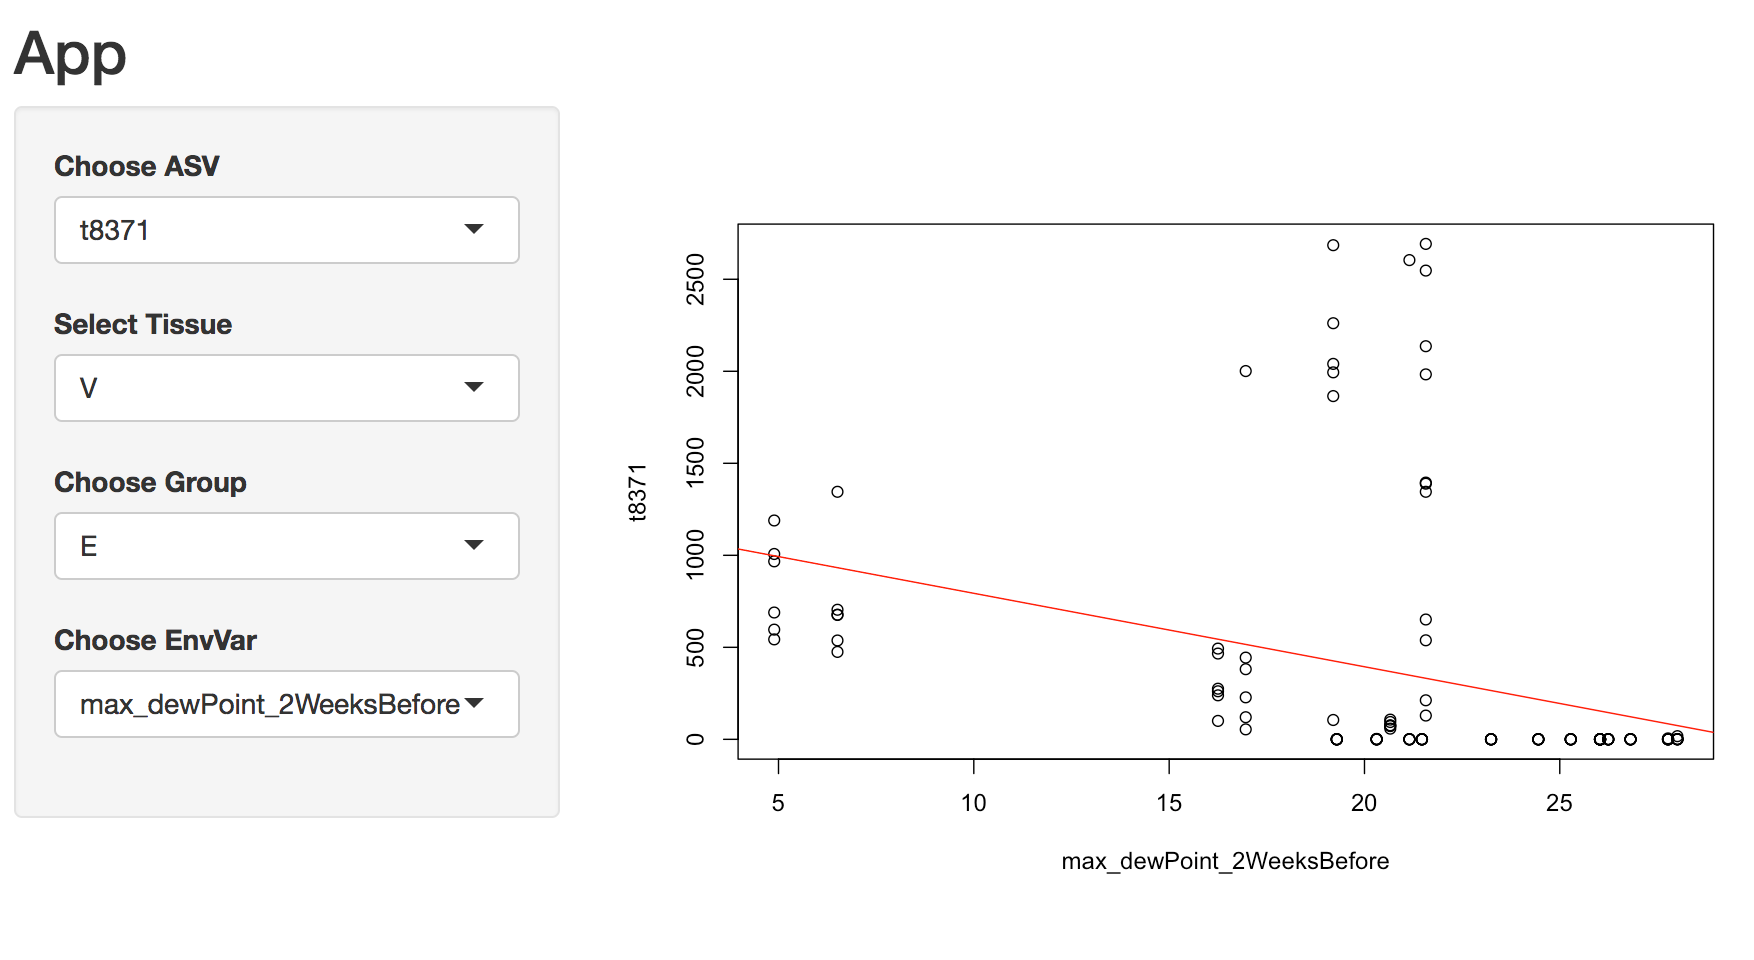 App
Choose ASV
t8371
Select Tissue
V
Choose Group
E
Choose EnvVar
max_dewPoint_2WeeksBefore
t8371
2500
2000
1500
1000
500
0
5 10 15 20 25
max_dewPoint_2WeeksBefore